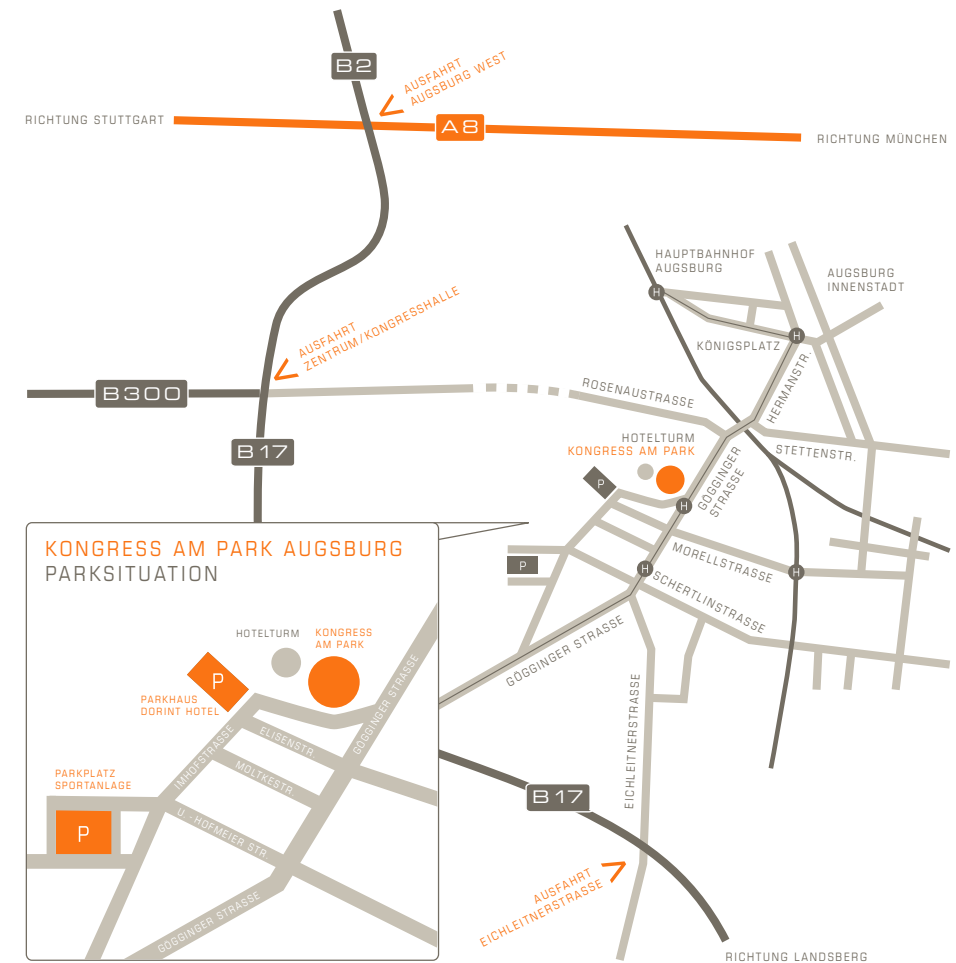 B2
AUSFAHRT
AUGSBURG WEST
RICHTUNG STUTTGART
A8
RICHTUNG MÜNCHEN
HAUPTBAHNHOF
AUGSBURG
AUGSBURG
INNENSTADT
H
H
KÖNIGSPLATZ
HERMANSTR.
AUSFAHRT
ZENTRUM/KONGRESSHALLE
B300
ROSENAUSTRASSE
B17
HOTELTURM
KONGRESS AM PARK
STETTENSTR.
P
GÖGGINGER
STRASSE
H
P
MORELLSTRASSE
H
H
SCHERTLINSTRASSE
GÖGGINGER STRASSE
EICHLEITNERSTRASSE
B17
AUSFAHRT
EICHLEITNERSTRASSE
RICHTUNG LANDSBERG
KONGRESS AM PARK AUGSBURG
PARKSITUATION
HOTELTURM
KONGRESS
AM PARK
P
PARKHAUS
DORINT HOTEL
GÖGGINGER STRASSE
IMHOFSTRASSE
ELISENSTR.
MOLTKESTR.
PARKPLATZ
SPORTANLAGE
P
U.-HOFMEIER STR.
GÖGGINGER STRASSE